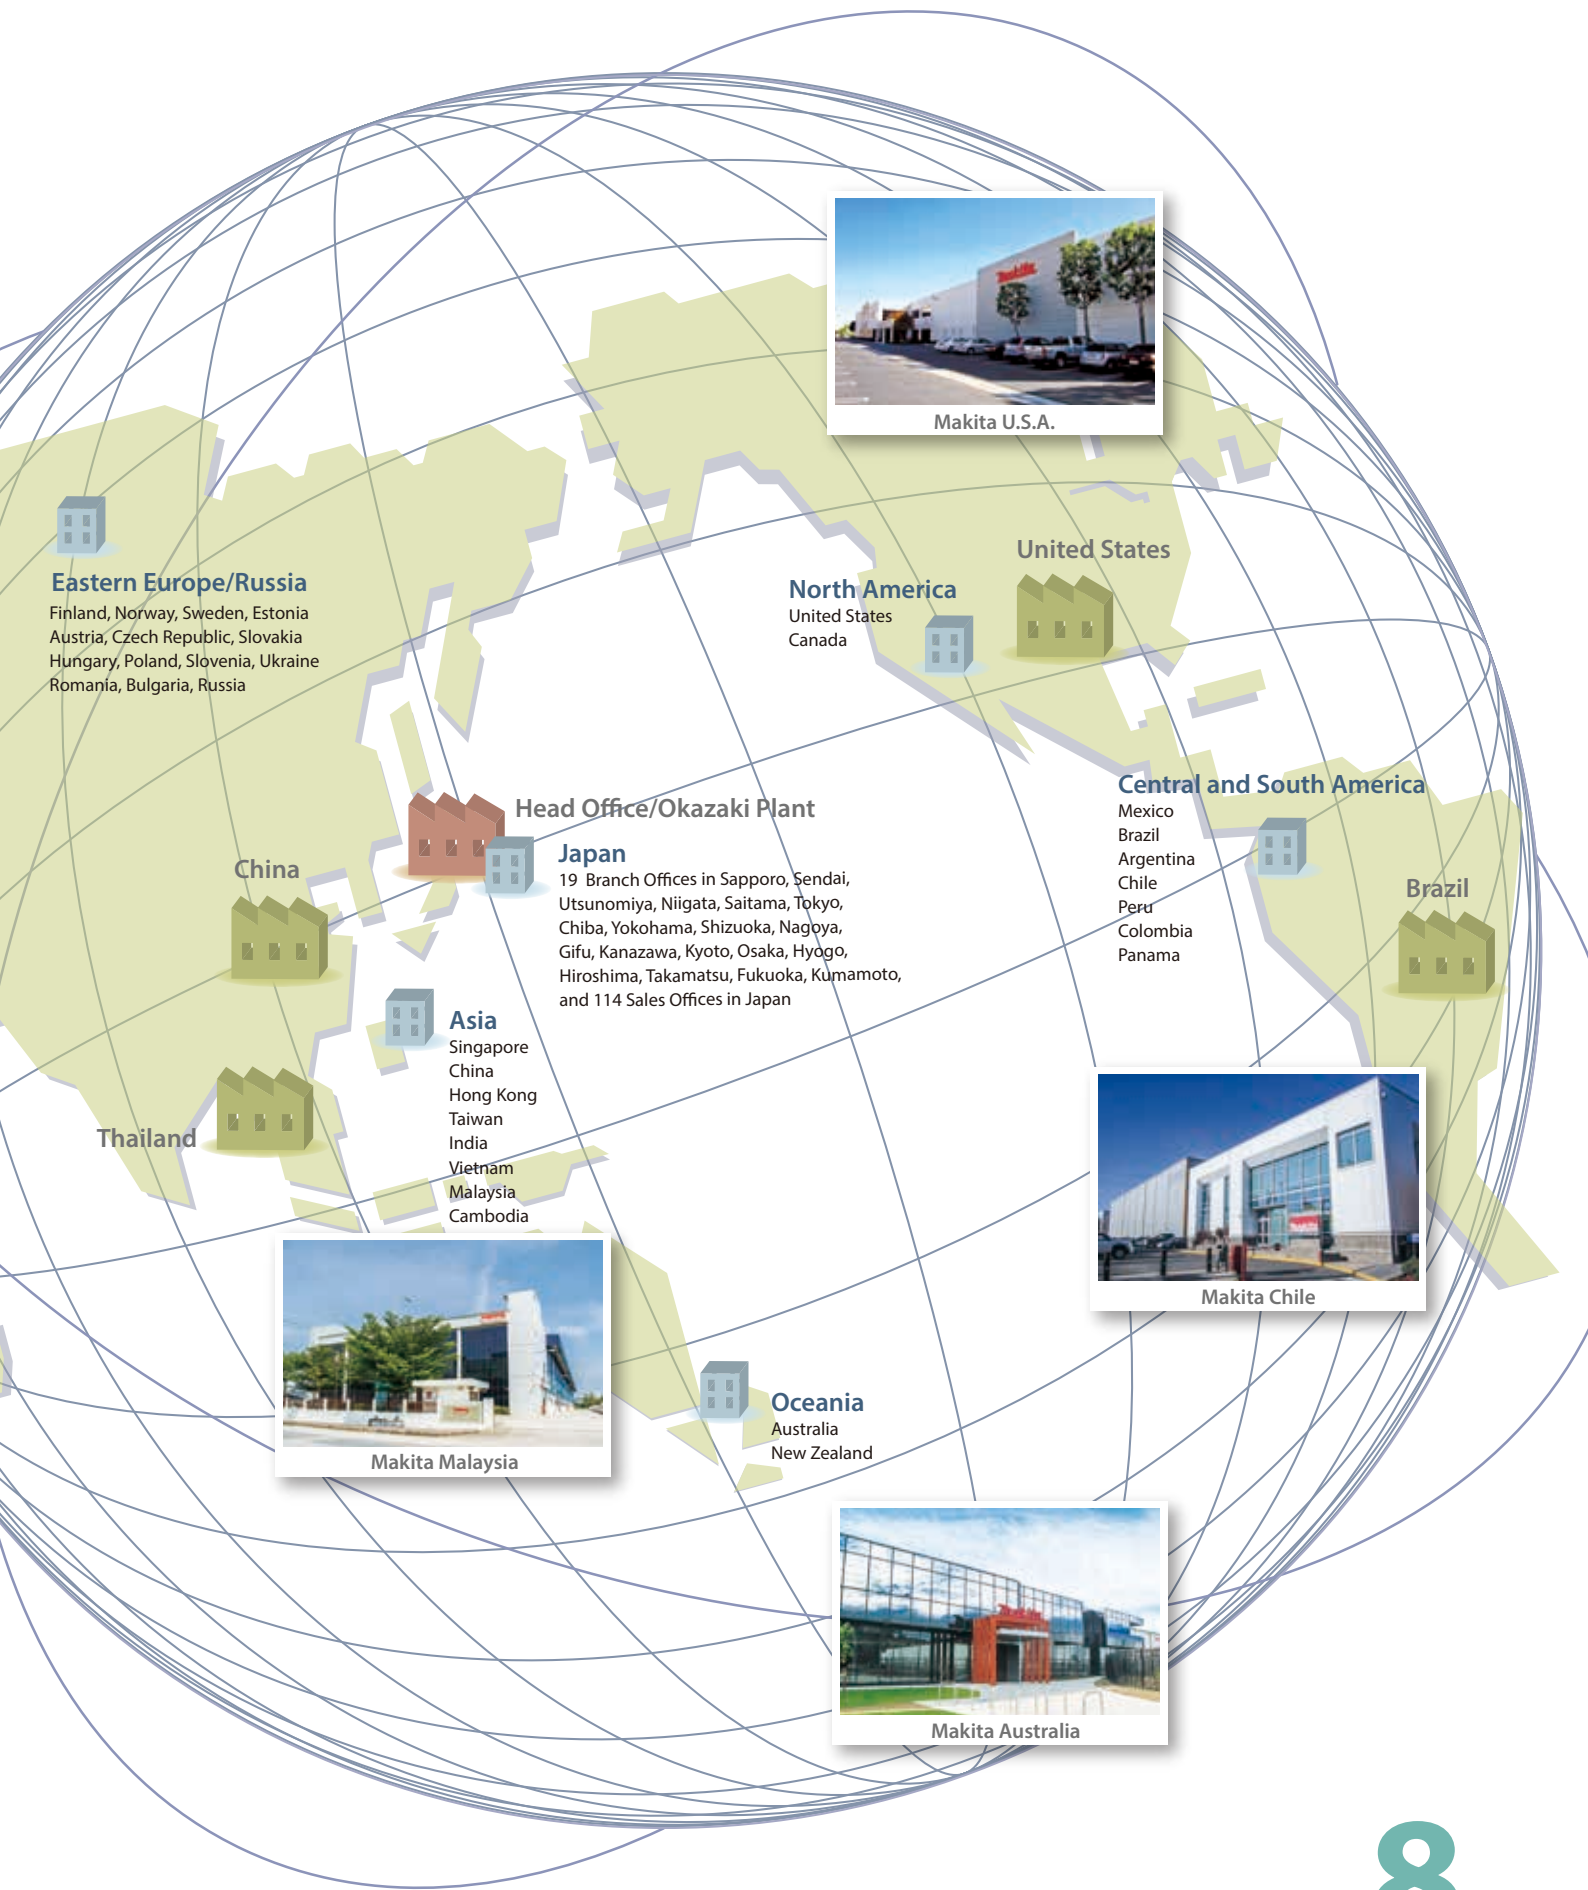 Makita
Makita U.S.A.
Eastern Europe/Russia
Finland, Norway, Sweden, Estonia
Austria, Czech Republic, Slovakia
Hungary, Poland, Slovenia, Ukraine
Romania, Bulgaria, Russia
United States
North America
United States
Canada
Head Office/Okazaki Plant
Japan
19 Branch Offices in Sapporo, Sendai,
Utsunomiya, Niigata, Saitama, Tokyo,
Chiba, Yokohama, Shizuoka, Nagoya,
Gifu, Kanazawa, Kyoto, Osaka, Hyogo,
Hiroshima, Takamatsu, Fukuoka, Kumamoto,
and 114 Sales Offices in Japan
Central and South America
Mexico
Brazil
Argentina
Chile
Peru
Colombia
Panama
Brazil
China
Thailand
Asia
Singapore
China
Hong Kong
Taiwan
India
Vietnam
Malaysia
Cambodia
Makita Chile
Makita Malaysia
Oceania
Australia
New Zealand
Makita
Makita Australia
8